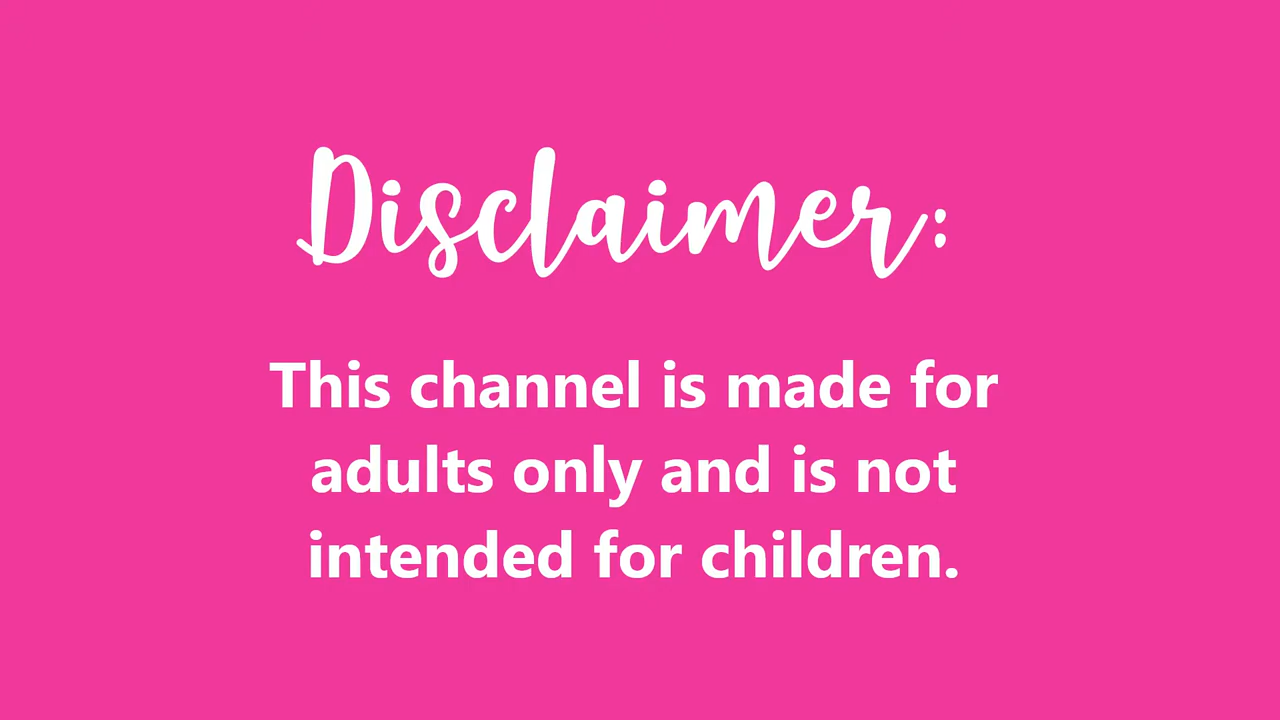 Disclaimer:
This channel is made for
adults only and is not
intended for children.